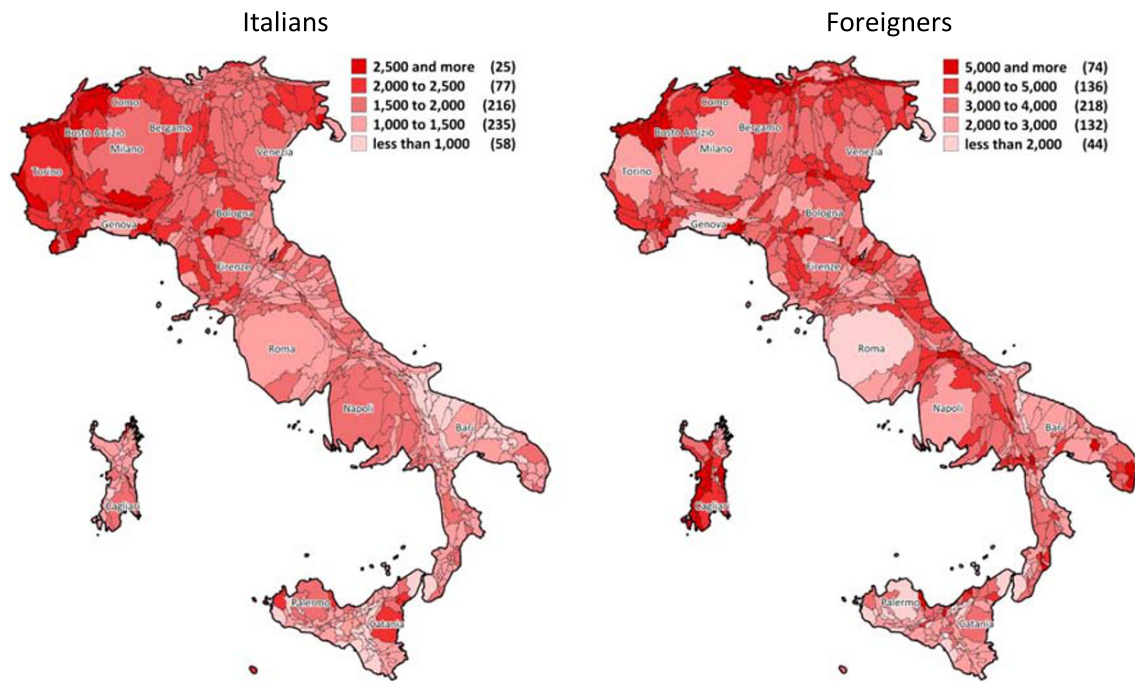 Italians
2,500 and more (25)
2,000 to 2,500 (77)
1,500 to 2,000 (216)
1,000 to 1,500 (235)
less than 1,000 (58)
Como
Busto Arsizio
Bergamo
Milano
Venezia
Torino
Bologna
Genova
Firenze
Roma
Napoli
Bari
Cagliari
Palermo
Catania
Foreigners
5,000 and more (74)
4,000 to 5,000 (136)
3,000 to 4,000 (218)
2,000 to 3,000 (132)
less than 2,000 (44)
Como
Busto Arsizio
Bergamo
Milano
Venezia
Torino
Bologna
Genova
Firenze
Roma
Napoli
Bari
Cagliari
Palermo
Catania